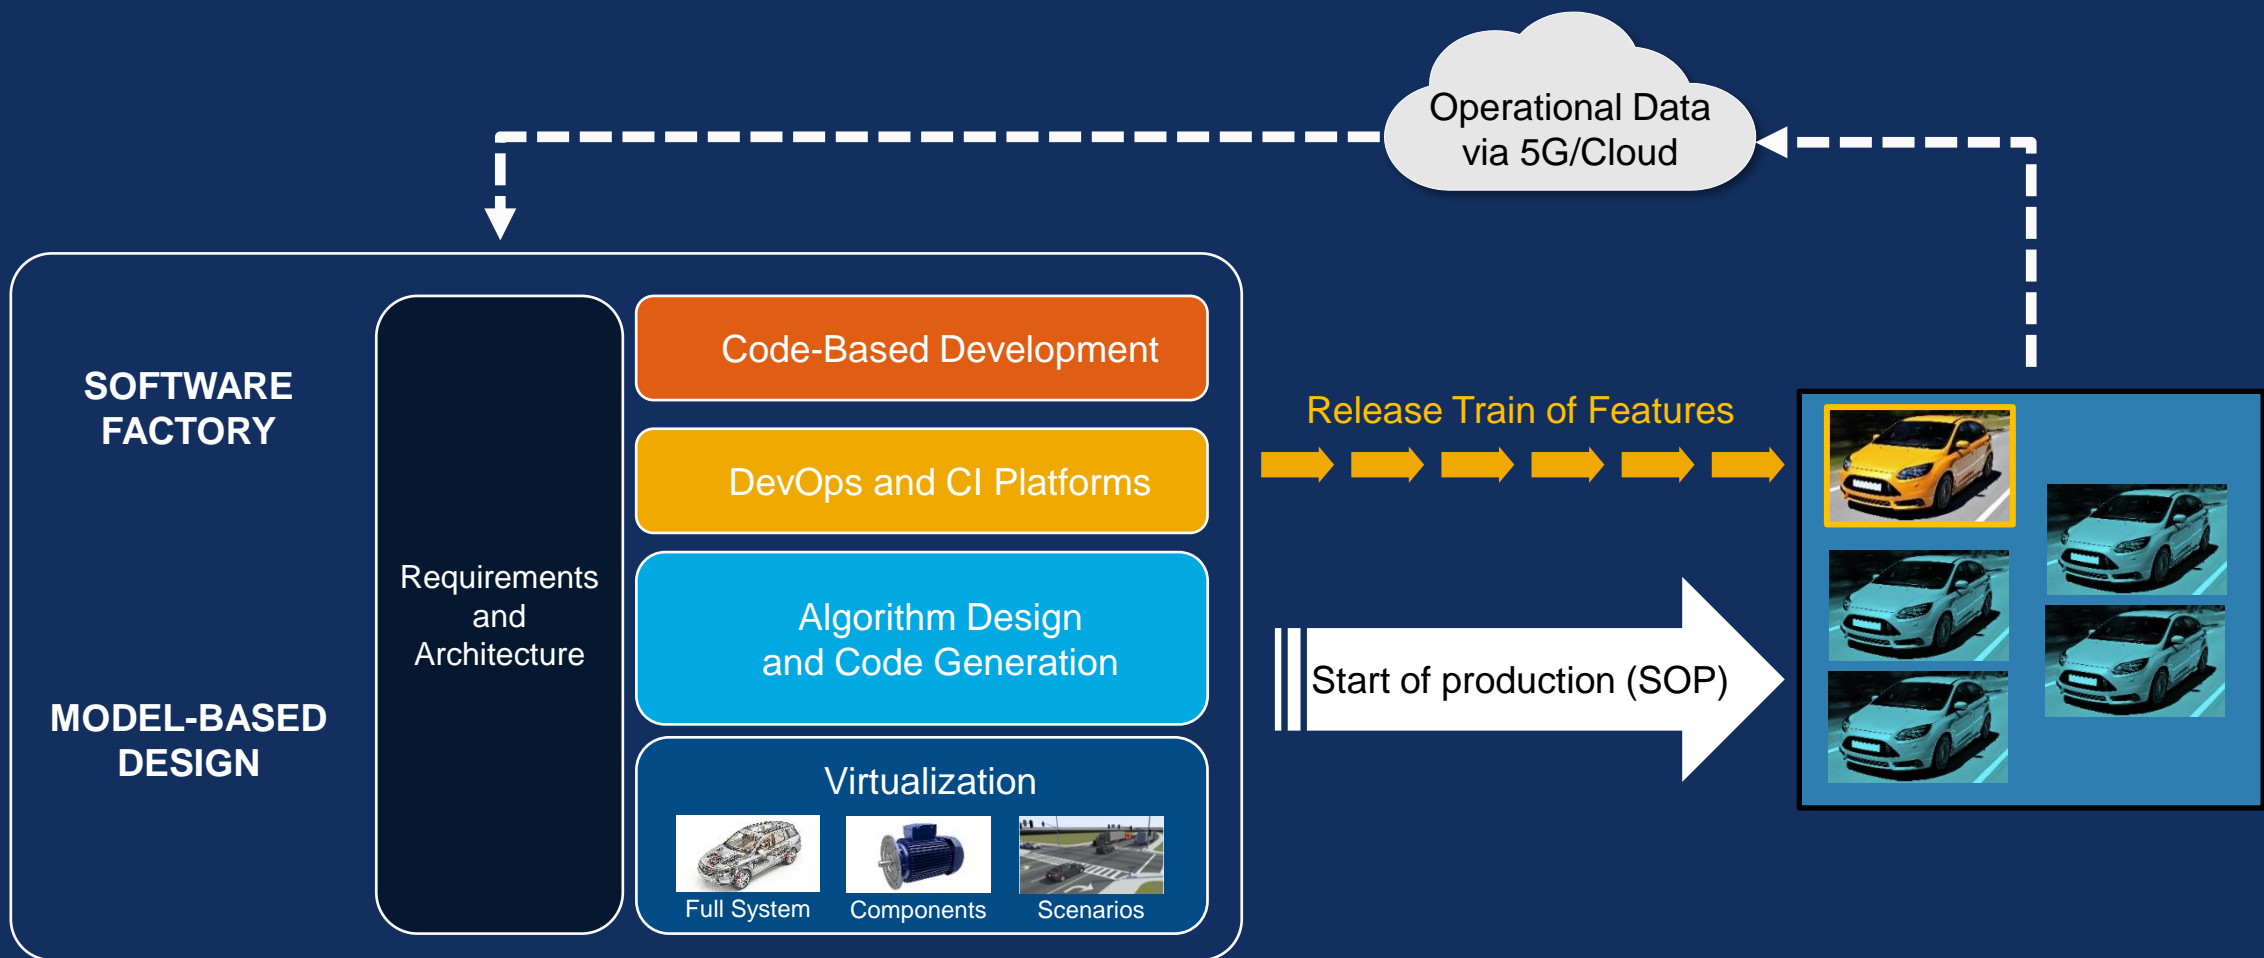 Operational Data
via 5G/Cloud
SOFTWARE
FACTORY
MODEL-BASED
DESIGN
Requirements
and
Architecture
Code-Based Development
DevOps and CI Platforms
Algorithm Design
and Code Generation
Virtualization
Full System
Components
Scenarios
Release Train of Features
Start of production (SOP)